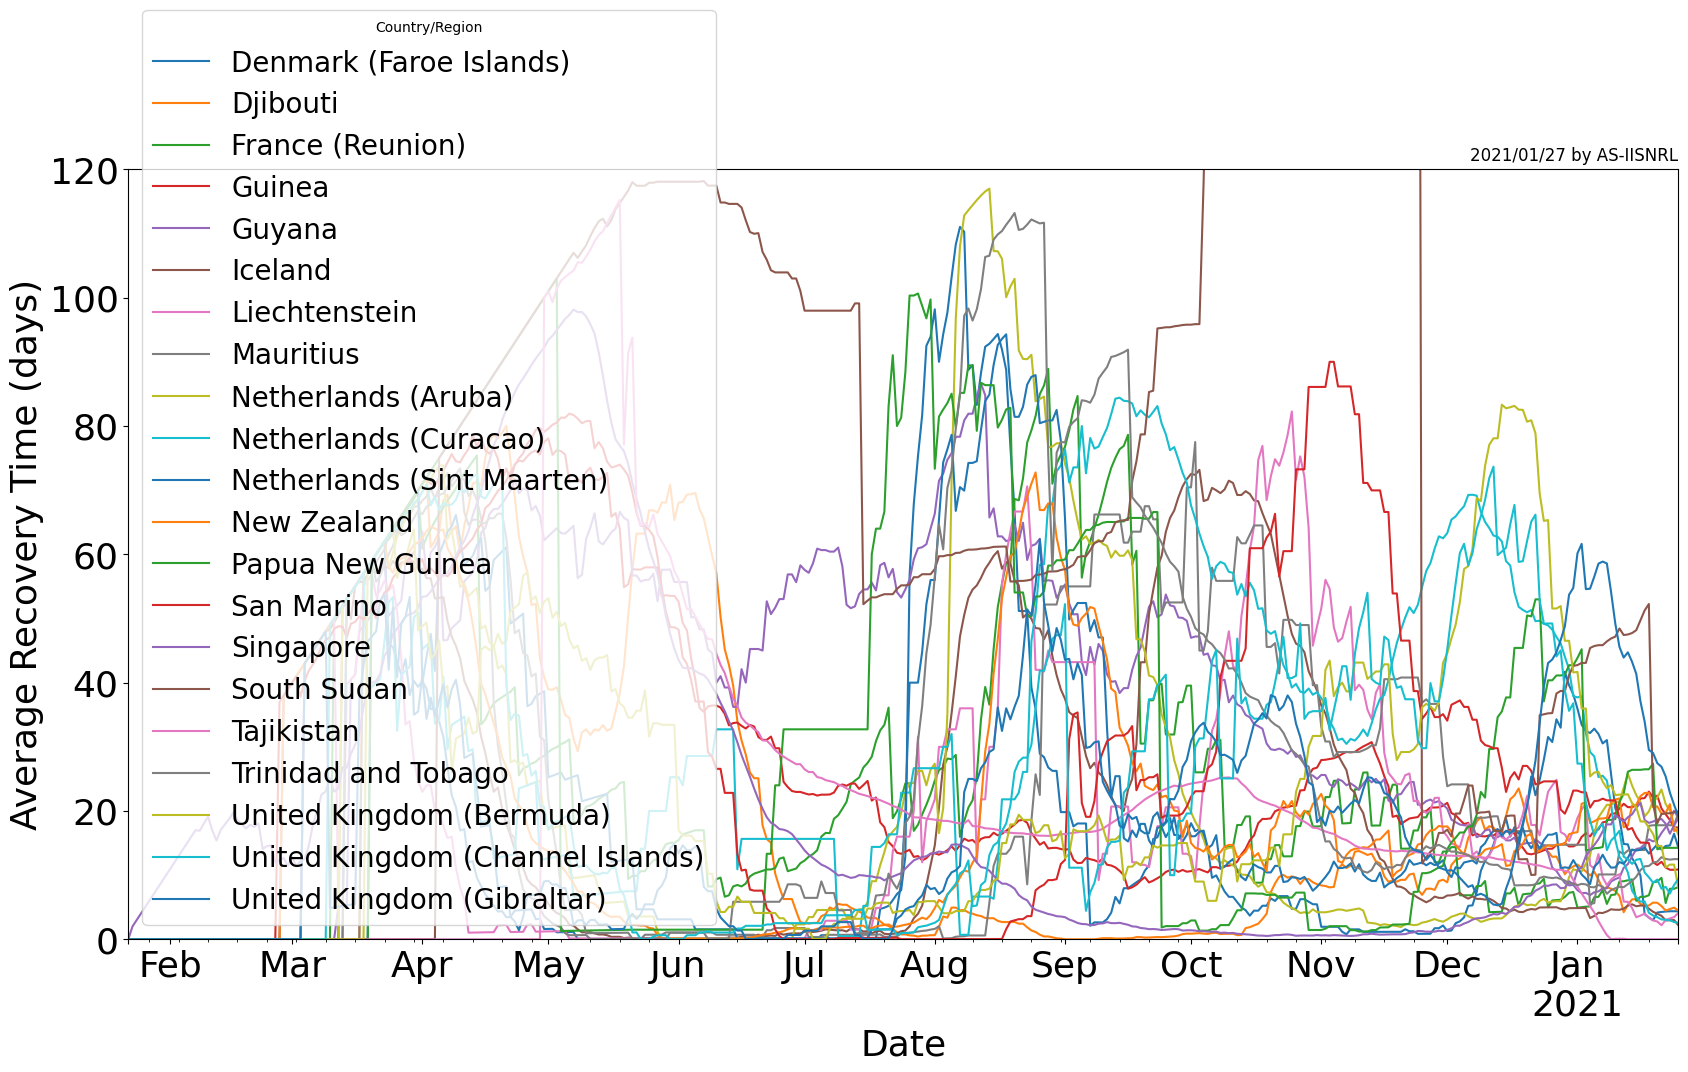 Country/Region
Denmark (Faroe Islands)
Djibouti
France (Reunion)
Guinea
Guyana
Iceland
Liechtenstein
Mauritius
Netherlands (Aruba)
Netherlands (Curacao)
Netherlands (Sint Maarten)
New Zealand
Papua New Guinea
San Marino
Singapore
South Sudan
Tajikistan
Trinidad and Tobago
United Kingdom (Bermuda)
United Kingdom (Channel Islands)
United Kingdom (Gibraltar)
2021/01/27 by AS-IISNRL
120
100
80
60
40
20
0
Average Recovery Time (days)
Feb Mar Apr May Jun Jul Aug Sep Oct Nov Dec Jan
2021
Date